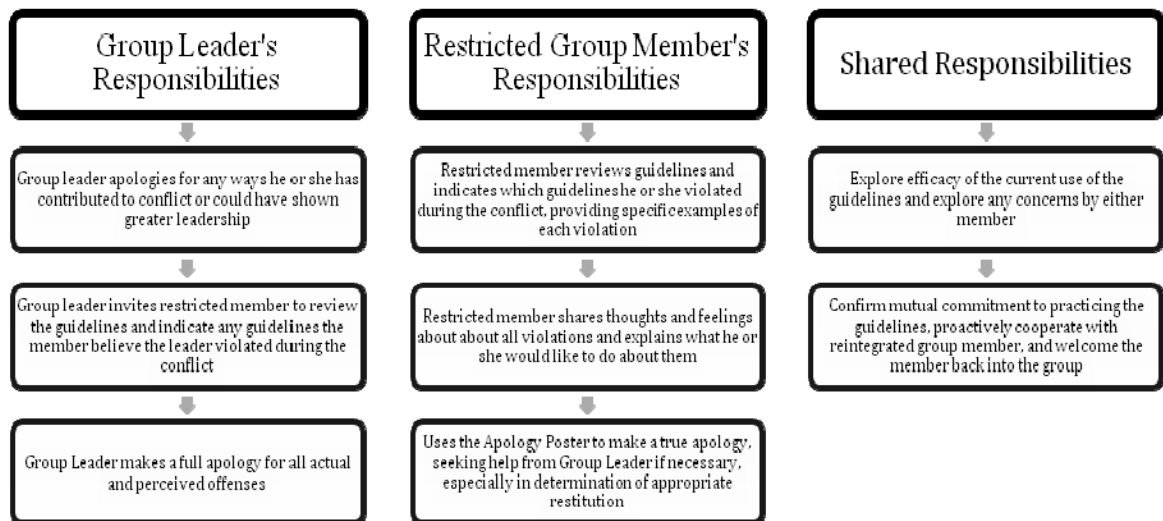 Group Leader's
Responsibilities
Group leader apologies for any ways he or she has
contributed to conflict or could have shown
greater leadership
Group leader invites restricted member to review
the guidelines and indicate any guidelines the
member believe the leader violated during the
conflict
Group Leader makes a full apology for all actual
and perceived offenses
Restricted Group Member's
Responsibilities
Restricted member reviews guidelines and
indicates which guidelines he or she violated
during the conflict, providing specific examples of
each violation
Restricted member shares thoughts and feelings
about about all violations and explains what he or
she would like to do about them
Uses the Apology Poster to make a true apology,
seeking help from Group Leader if necessary,
especially in determination of appropriate
restitution
Shared Responsibilities
Explore efficacy of the current use of the
guidelines and explore any concerns by either
member
Confirm mutual commitment to practicing the
guidelines, proactively cooperate with
reintegrated group member, and welcome the
member back into the group